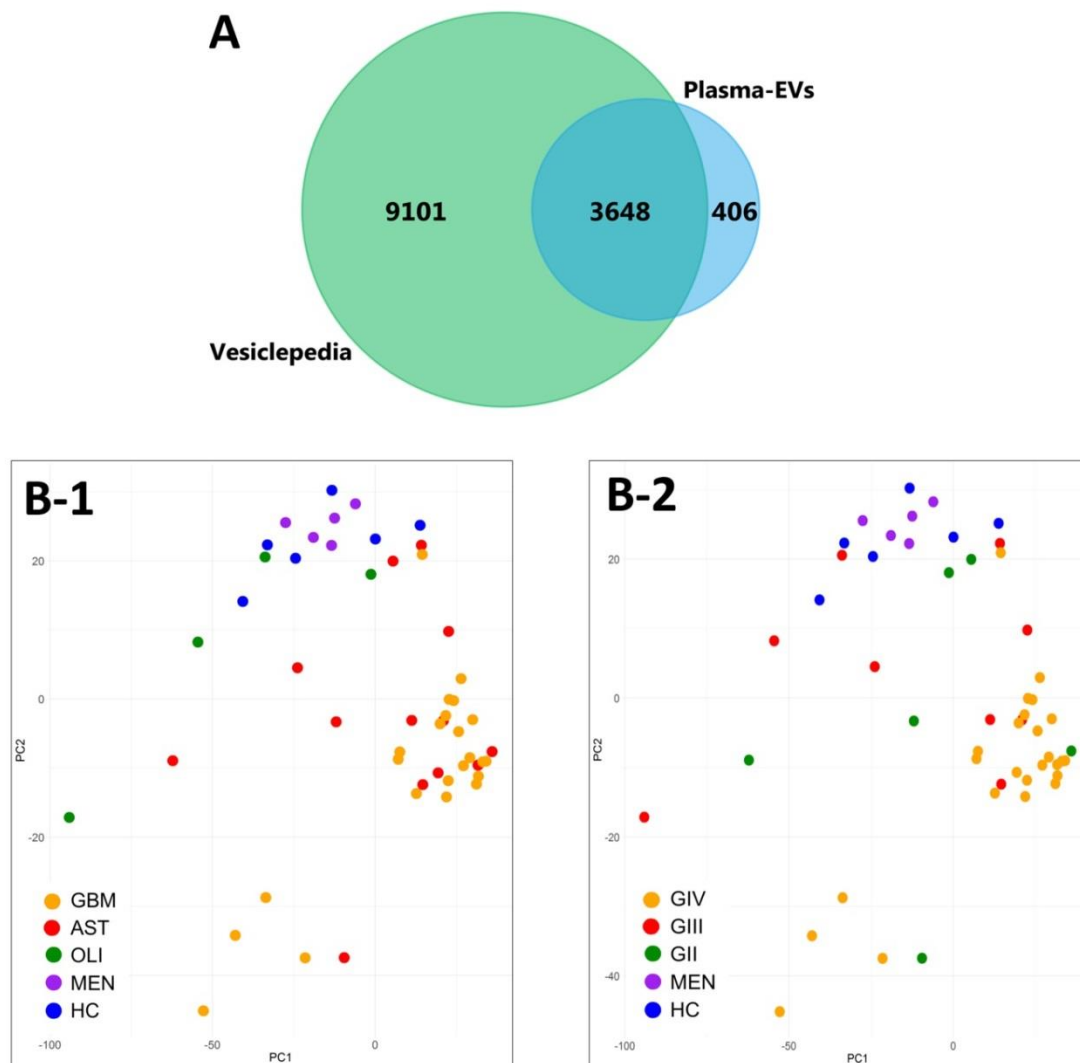 A
Plasma-EVs
9101
3648
406
Vesiclepedia
B-1
20
0
-20
PC2
GBM
AST
OLI
MEN
HC
-100
-50
0
PC1
B-2
20
0
-20
-40
PC2
GIV
GIII
GII
MEN
HC
-100
-50
0
PC1